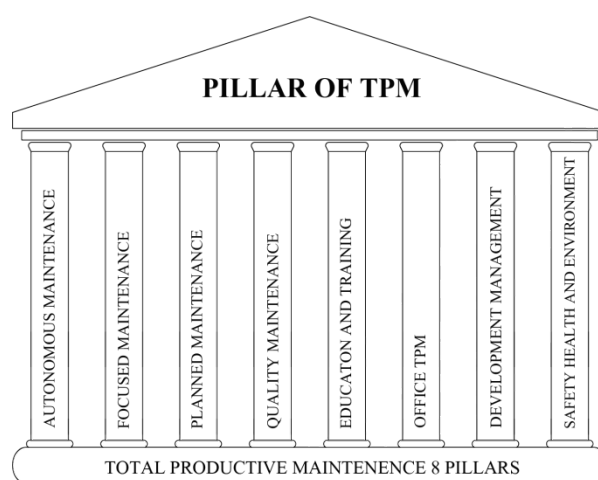 PILLAR OF TPM
AUTONOMOUS MAINTENANCE
FOCUSED MAINTENANCE
PLANNED MAINTENANCE
QUALITY MAINTENANCE
EDUCATON AND TRAINING
OFFICE TPM
DEVELOPMENT MANAGEMENT
SAFETY HEALTH AND ENVIRONMENT
TOTAL PRODUCTIVE MAINTENENCE 8 PILLARS